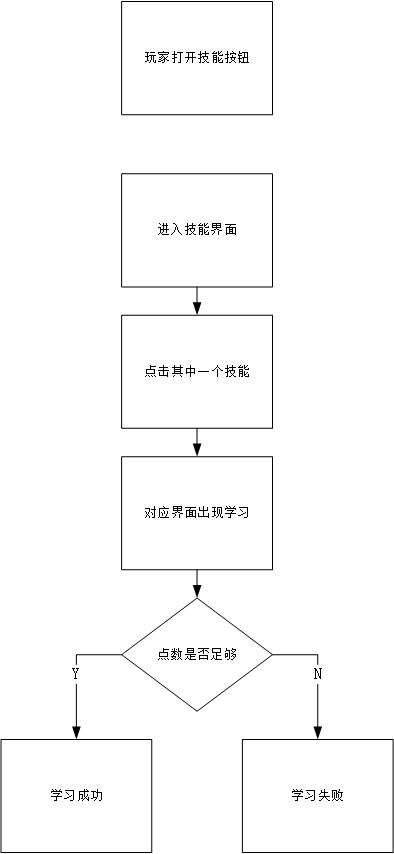 玩家打开技能按钮
进入技能界面
点击其中一个技能
对应界面出现学习
点数是否足够
Y
N
学习成功
学习失败